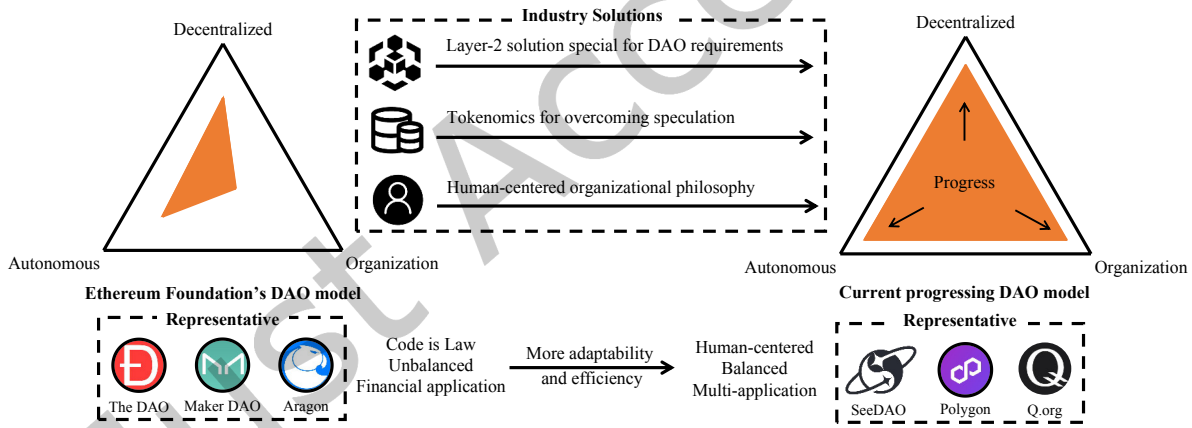 Industry Solutions
Decentralized
Layer-2 solution special for DAO requirements
Tokenomics for overcoming speculation
Human-centered organizational philosophy
Autonomous
Organization
Decentralized
Progress
Autonomous
Organization
Ethereum Foundation's DAO model
Representative
The DAO
Maker DAO
Aragon
Code is Law
Unbalanced
Financial application
More adaptability
and efficiency
Human-centered
Balanced
Multi-application
Current progressing DAO model
Representative
SeeDAO
Polygon
Q.org
Just Acce